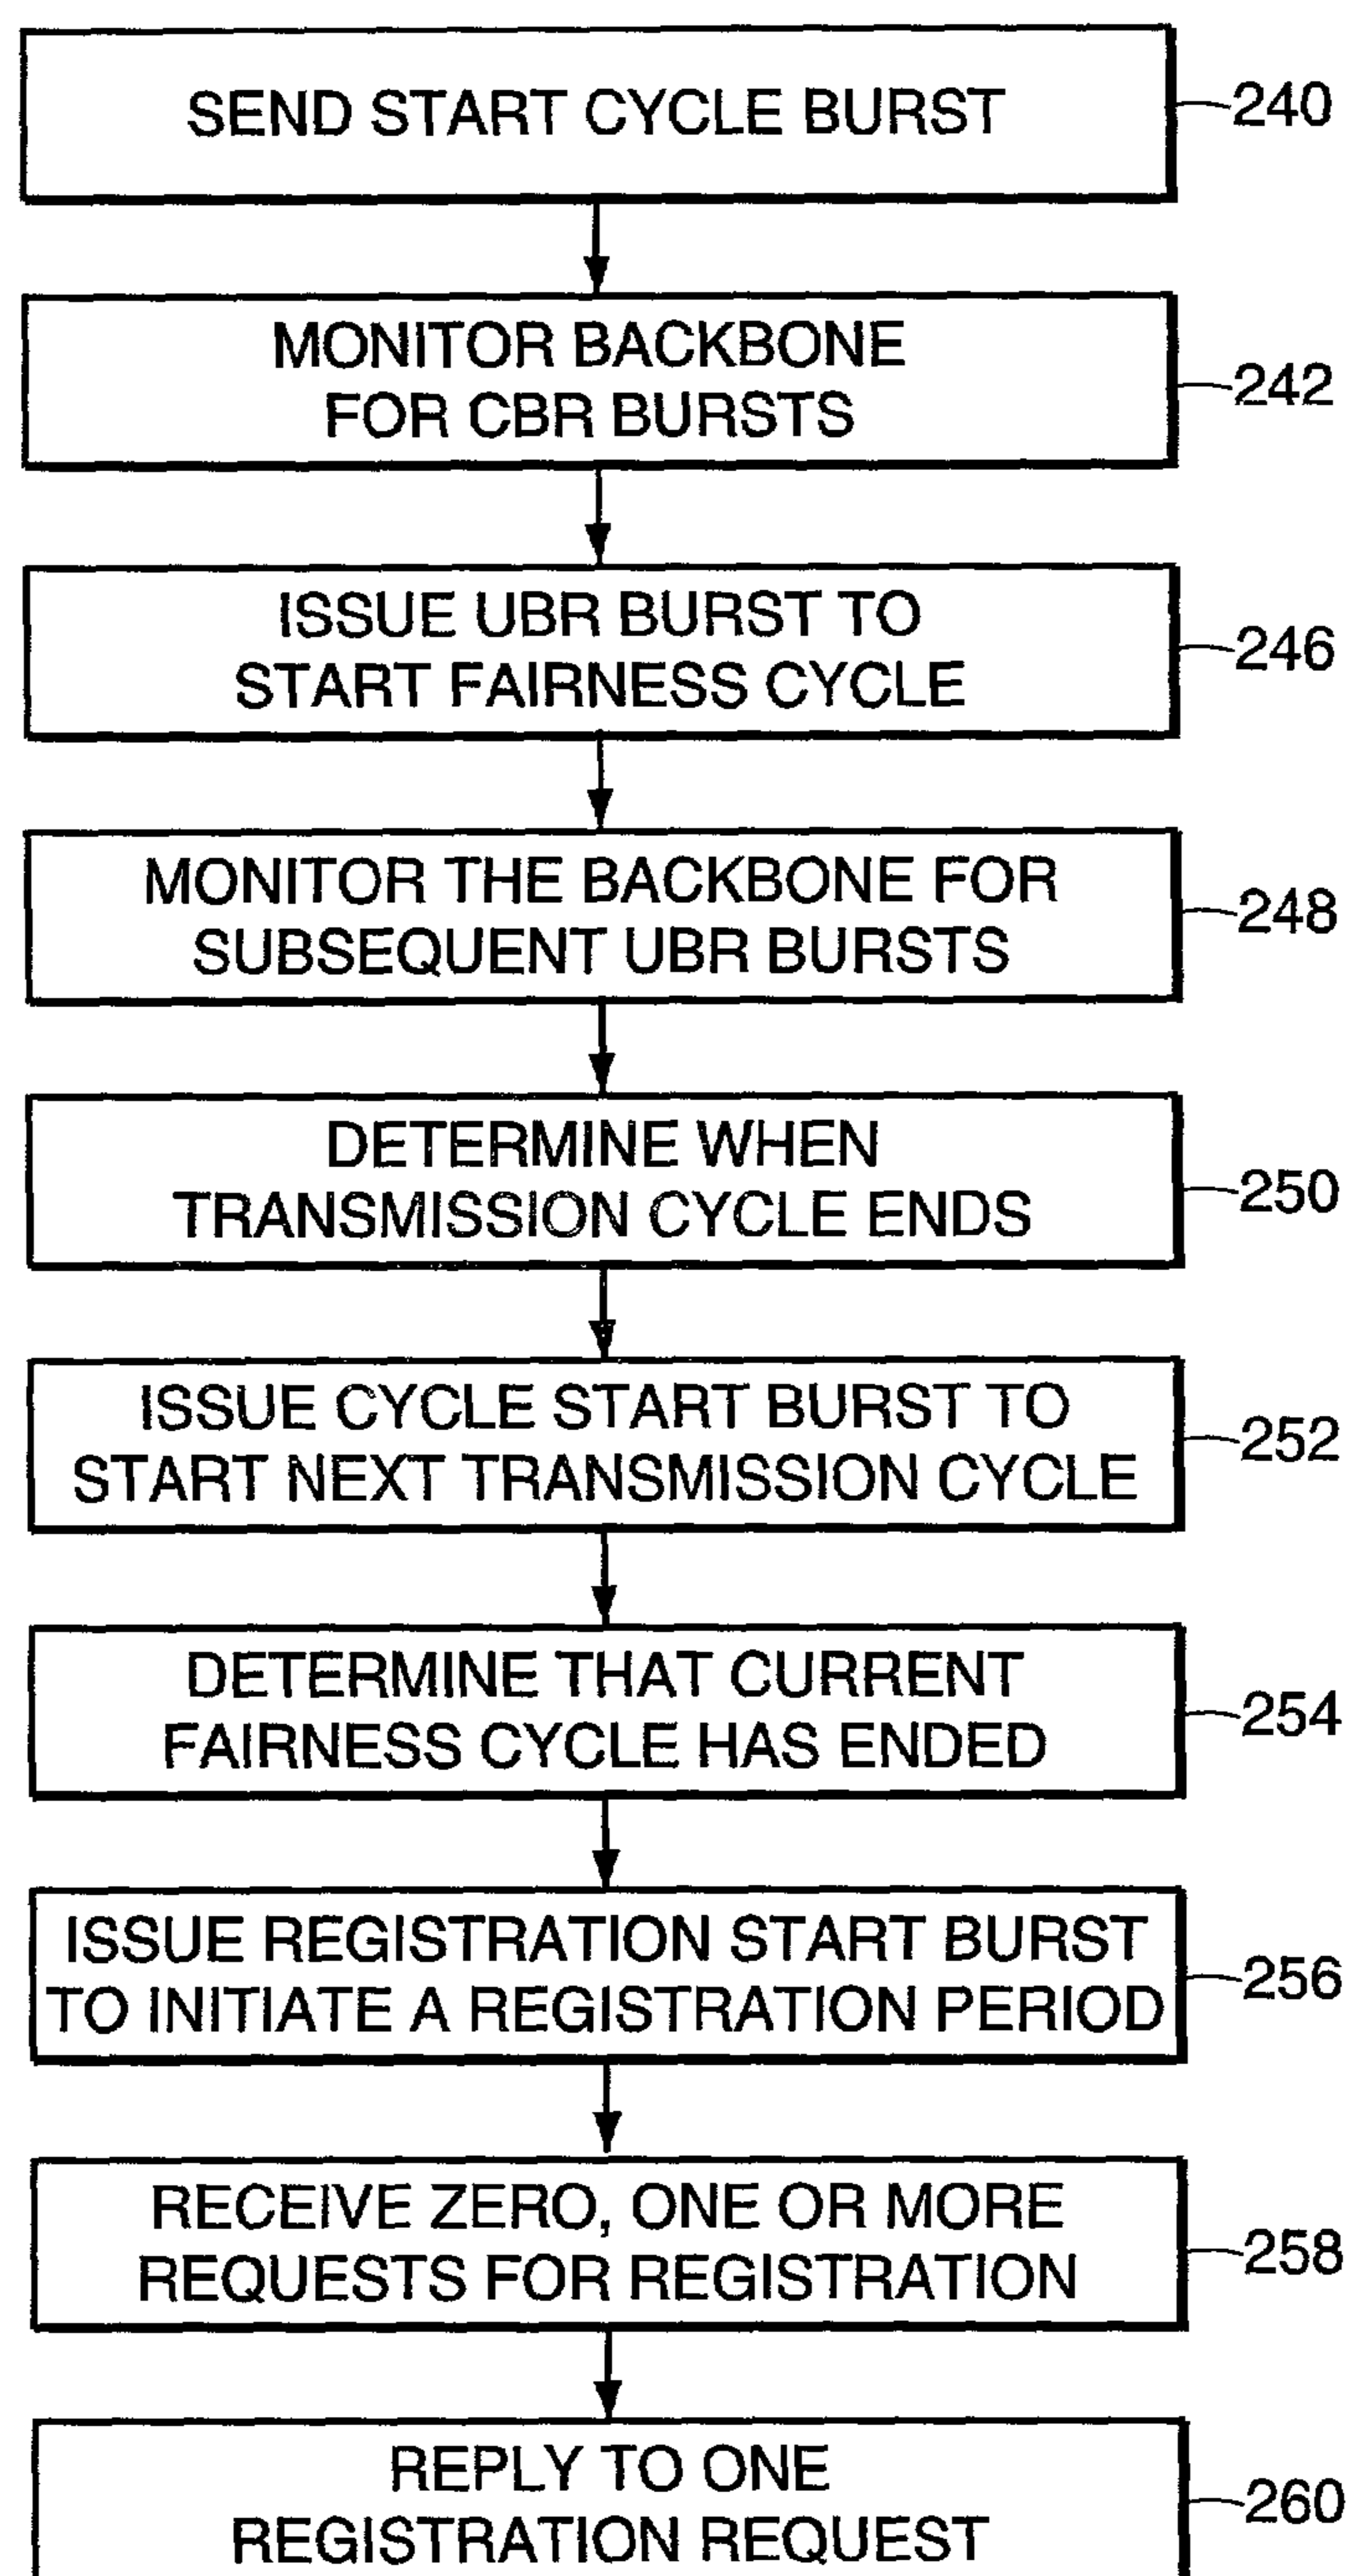 SEND START CYCLE BURST
240
MONITOR BACKBONE
FOR CBR BURSTS
242
ISSUE UBR BURST TO
START FAIRNESS CYCLE
246
MONITOR THE BACKBONE FOR
SUBSEQUENT UBR BURSTS
248
DETERMINE WHEN
TRANSMISSION CYCLE ENDS
250
ISSUE CYCLE START BURST TO
START NEXT TRANSMISSION CYCLE
252
DETERMINE THAT CURRENT
FAIRNESS CYCLE HAS ENDED
254
ISSUE REGISTRATION START BURST
TO INITIATE A REGISTRATION PERIOD
256
RECEIVE ZERO, ONE OR MORE
REQUESTS FOR REGISTRATION
258
REPLY TO ONE
REGISTRATION REQUEST
260